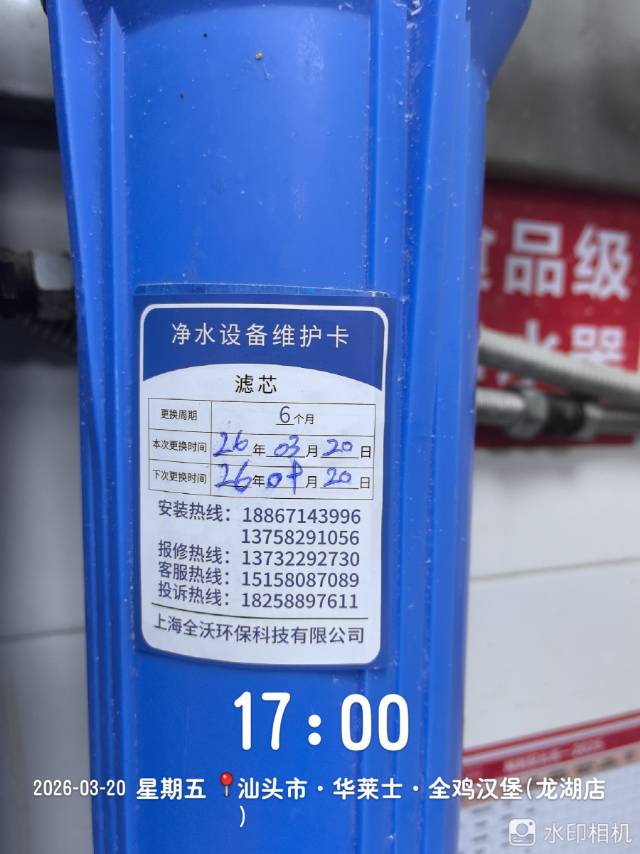 食品级
水器
净水设备维护卡
滤芯
更换周期 6个月
本次更换时间 26年03月20日
下次更换时间 26年09月20日
安装热线：18867143996
13758291056
报修热线：13732292730
客服热线：15158087089
投诉热线：18258897611
上海全沃环保科技有限公司
17:00
2026-03-20 星期五 📍汕头市·华莱士·全鸡汉堡(龙湖店
)
水印相机